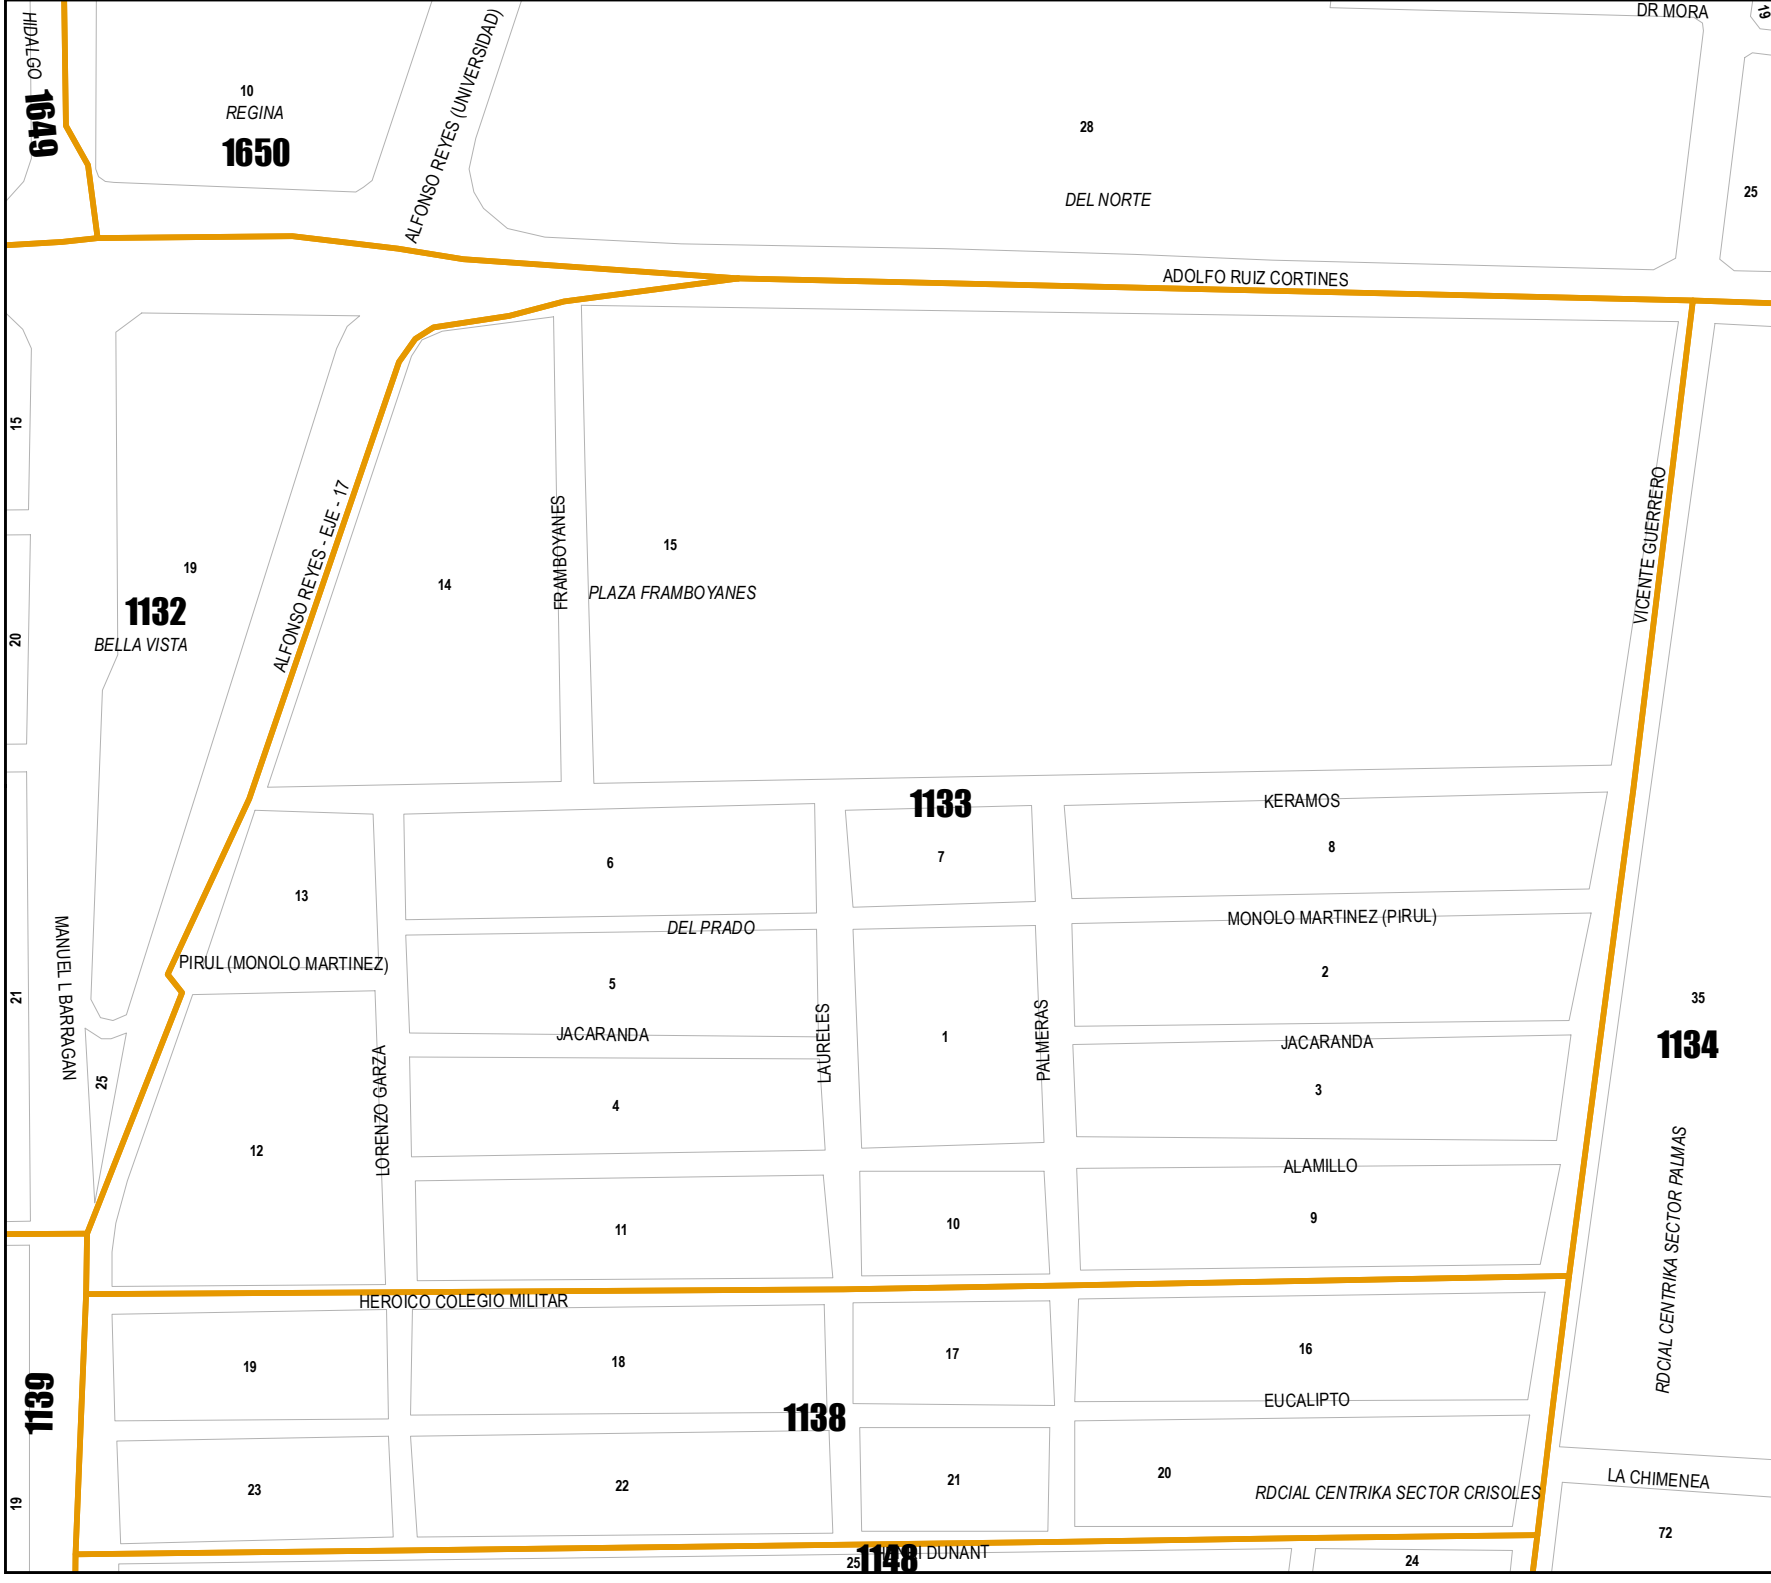 HIDALGO
1649
10
REGINA
1650
ALFONSO REYES (UNIVERSIDAD)
28
DEL NORTE
DR MORA
19
25
ADOLFO RUIZ CORTINES
15
20
21
19
1132
BELLA VISTA
ALFONSO REYES - EJE - 17
14
FRAMBOYANES
15
PLAZA FRAMBOYANES
VICENTE GUERRERO
1133
KERAMOS
6
7
8
13
DEL PRADO
MONOLO MARTINEZ (PIRUL)
PIRUL (MONOLO MARTINEZ)
MANUEL L BARRAGAN
5
2
35
1134
JACARANDA
LAURELES
1
PALMERAS
JACARANDA
25
LORENZO GARZA
4
3
12
ALAMILLO
RDCIAL CENTRIKA SECTOR PALMAS
11
10
9
HEROICO COLEGIO MILITAR
19
18
17
16
1139
1138
EUCALIPTO
23
22
21
20
RDCIAL CENTRIKA SECTOR CRISOLES
LA CHIMENEA
19
72
25
1148
DUNANT
24